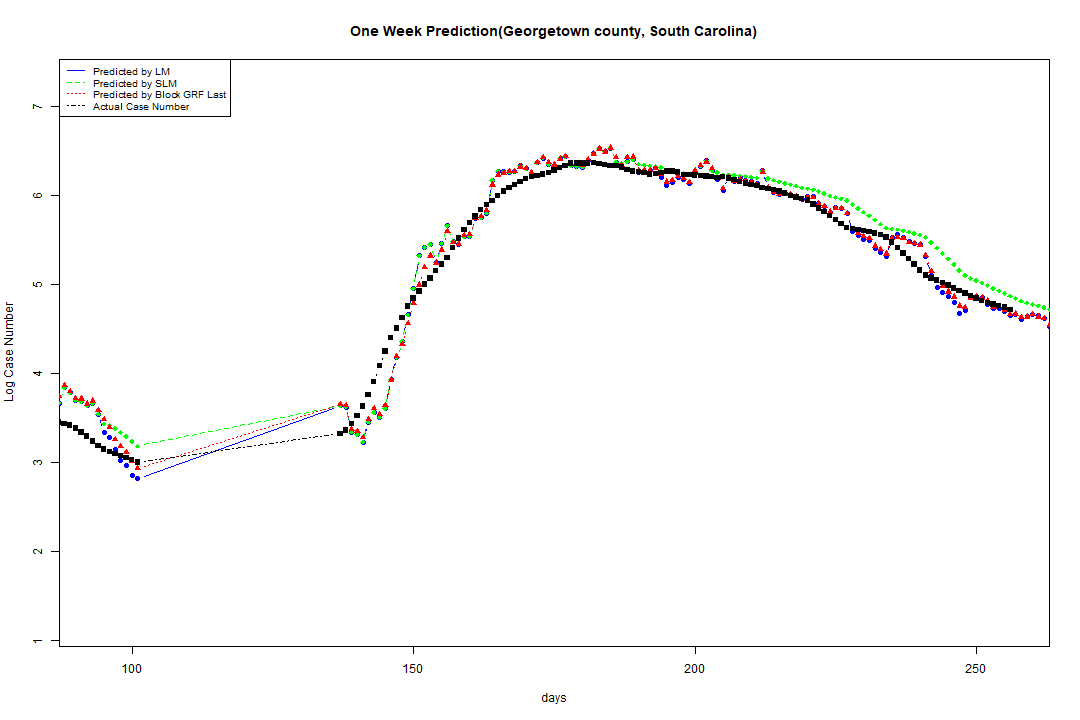 One Week Prediction(Georgetown county, South Carolina)
Predicted by LM
Predicted by SLM
Predicted by Block GRF Last
Actual Case Number
7
6
5
4
3
2
1
Log Case Number
100 150 200 250
days